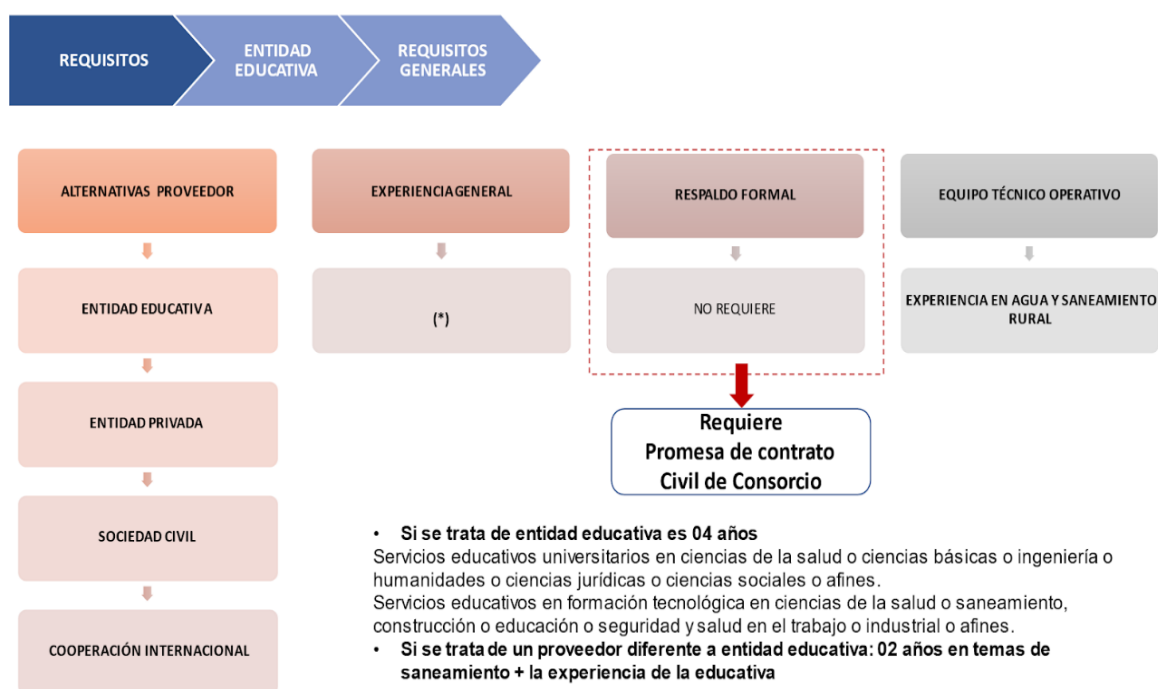 REQUISITOS
ENTIDAD
EDUCATIVA
REQUISITOS
GENERALES
ALTERNATIVAS PROVEEDOR
ENTIDAD EDUCATIVA
ENTIDAD PRIVADA
SOCIEDAD CIVIL
COOPERACIÓN INTERNACIONAL
EXPERIENCIA GENERAL
(*)
RESPALDO FORMAL
NO REQUIERE
Requiere
Promesa de contrato
Civil de Consorcio
EQUIPO TÉCNICO OPERATIVO
EXPERIENCIA EN AGUA Y SANEAMIENTO
RURAL
• Si se trata de entidad educativa es 04 años
Servicios educativos universitarios en ciencias de la salud o ciencias básicas o ingeniería o
humanidades o ciencias jurídicas o ciencias sociales o afines.
Servicios educativos en formación tecnológica en ciencias de la salud o saneamiento,
construcción o educación o seguridad y salud en el trabajo o industrial o afines.
• Si se trata de un proveedor diferente a entidad educativa: 02 años en temas de
saneamiento + la experiencia de la educativa